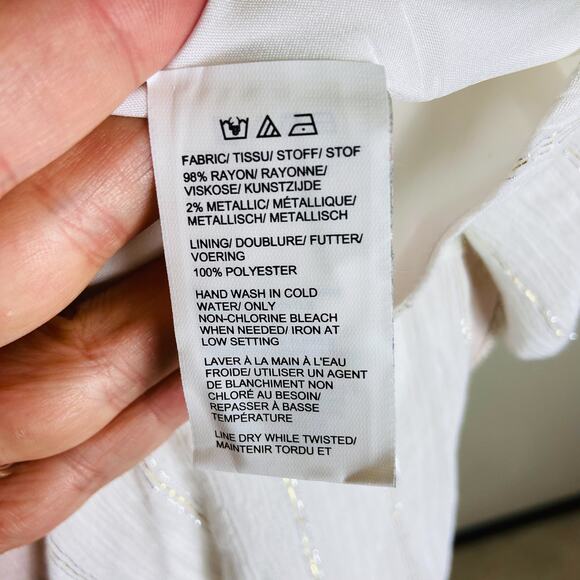 FABRIC/ TISSU/ STOFF/ STOF
98% RAYON/ RAYONNE/
VISKOSE/ KUNSTZIJDE
2% METALLIC/ MÉTALLIQUE/
METALLISCH/ METALLISCH
LINING/ DOUBLURE/ FUTTER/
VOERING
100% POLYESTER
HAND WASH IN COLD
WATER/ ONLY
NON-CHLORINE BLEACH
WHEN NEEDED/ IRON AT
LOW SETTING
LAVER À LA MAIN À L'EAU
FROIDE/ UTILISER UN AGENT
DE BLANCHIMENT NON
CHLORÉ AU BESOIN/
REPASSER À BASSE
TEMPÉRATURE
LINE DRY WHILE TWISTED/
MAINTENIR TORDU ET